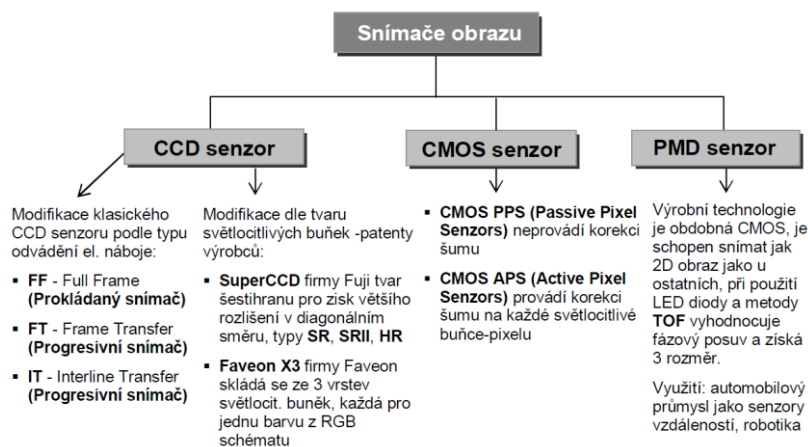 Snímače obrazu
CCD senzor
CMOS senzor
PMD senzor
Modifikace klasického
CCD senzoru podle typu
odvádění el. náboje:
▪ FF - Full Frame
(Prokládaný snímač)
▪ FT - Frame Transfer
(Progresivní snímač)
▪ IT - Interline Transfer
(Progresivní snímač)
Modifikace dle tvaru
světlocitlivých buňek -patenty
výrobců:
▪ SuperCCD firmy Fuji tvar
šestihranu pro zisk většího
rozlišení v diagonálním
směru, typy SR, SRII, HR
▪ Faveon X3 firmy Faveon
skládá se ze 3 vrstev
světlocit. buněk, každá pro
jednu barvu z RGB
schématu
▪ CMOS PPS (Passive Pixel
Sensors) neprovádí korekci
šumu
▪ CMOS APS (Active Pixel
Sensors) provádí korekci
šumu na každé světlocitlivé
buňce-pixelu
Výrobní technologie
je obdobná CMOS, je
schopen snímat jak
2D obraz jako u
ostatních, při použití
LED diody a metody
TOF vyhodnocuje
fázový posuv a získá
3 rozměr.
Využití: automobilový
průmysl jako senzory
vzdáleností, robotika